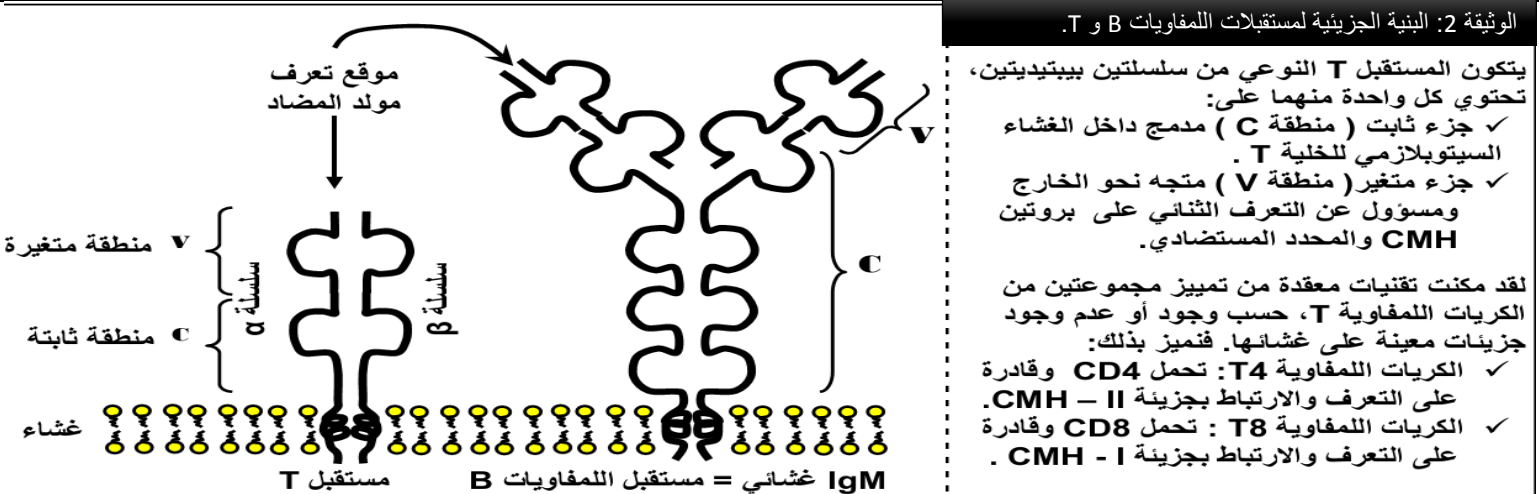 الوثيقة 2: البنية الجزيئية لمستقبلات اللمفاويات B و T.
يتكون المستقبل T النوعي من سلسلتين بيبتيديتين،
تحتوي كل واحدة منهما على:
✓ جزء ثابت ( منطقة C ) مدمج داخل الغشاء
السيتوبلازمي للخلية T .
✓ جزء متغير( منطقة V ) متجه نحو الخارج
ومسؤول عن التعرف الثنائي على بروتين
CMH والمحدد المستضادي.
لقد مكنت تقنيات معقدة من تمييز مجموعتين من
الكريات اللمفاوية T، حسب وجود أو عدم وجود
جزيئات معينة على غشائها. فنميز بذلك:
✓ الكريات اللمفاوية T4: تحمل CD4 وقادرة
على التعرف والارتباط بجزيئة CMH – II.
✓ الكريات اللمفاوية T8 : تحمل CD8 وقادرة
على التعرف والارتباط بجزيئة CMH - I .
موقع تعرف
مولد المضاد
V
C
V منطقة متغيرة
C منطقة ثابتة
سلسلة α
سلسلة β
غشاء
IgM غشائي = مستقبل اللمفاويات B
مستقبل T